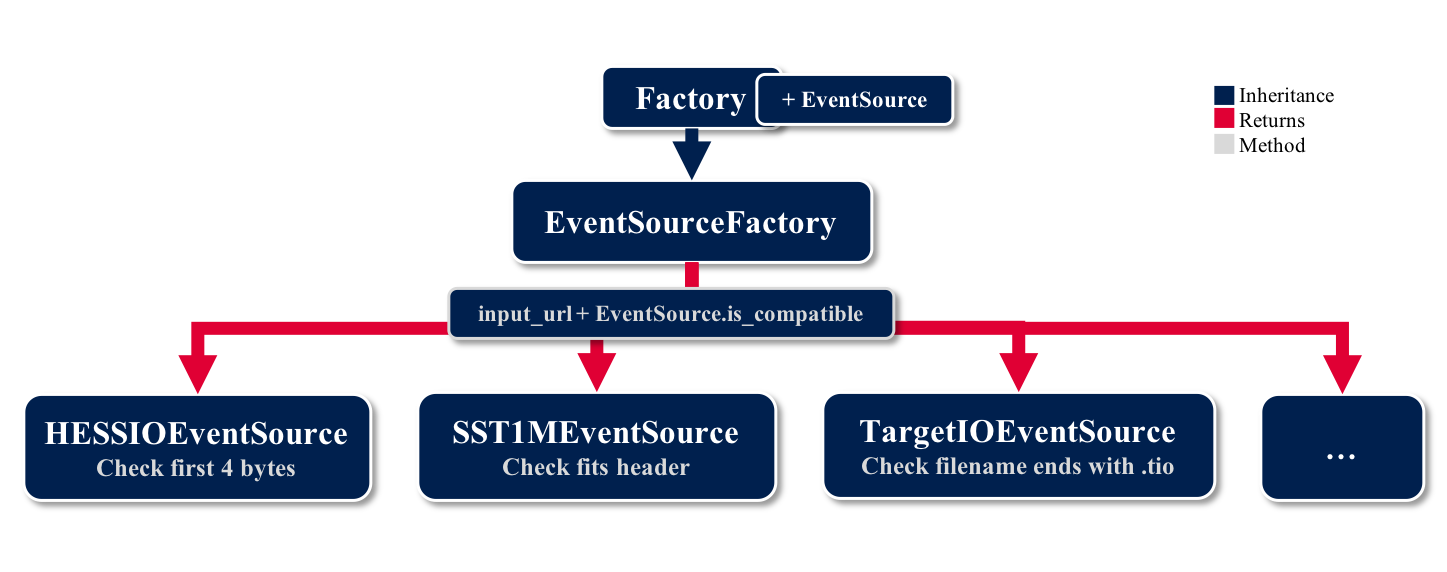 Factory
+ EventSource
Inheritance
Returns
Method
EventSourceFactory
input_url + EventSource.is_compatible
HESSIOEventSource
Check first 4 bytes
SST1MEventSource
Check fits header
TargetIOEventSource
Check filename ends with .tio
...